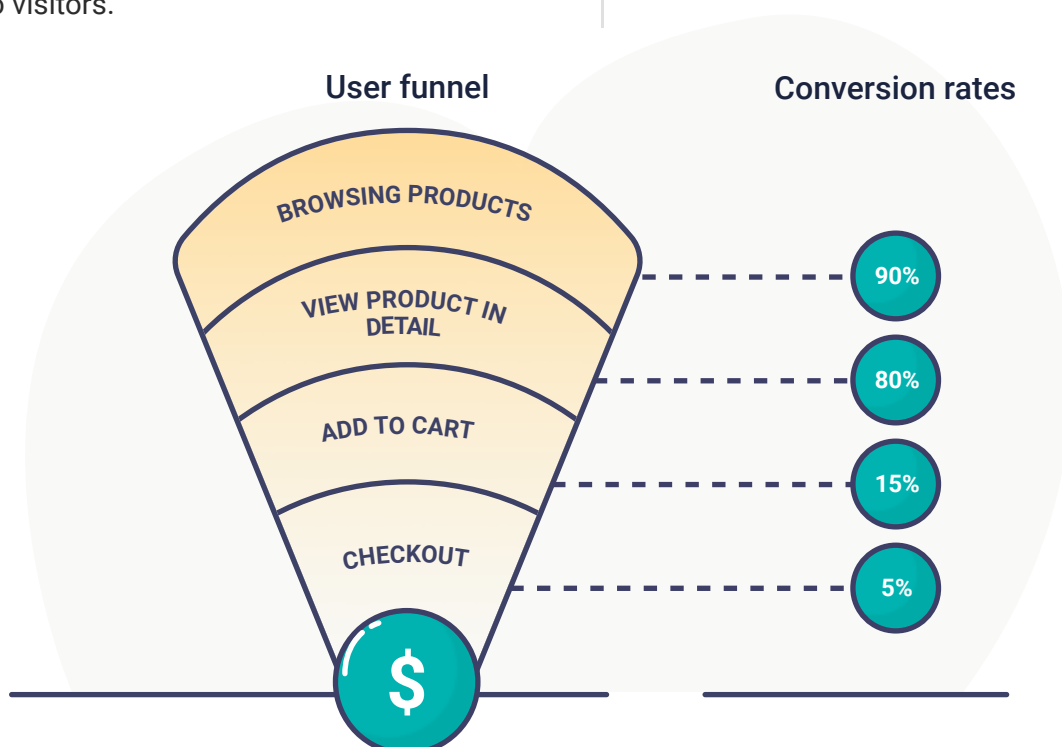 visitors.
User funnel
Conversion rates
BROWSING PRODUCTS
90%
VIEW PRODUCT IN
DETAIL
80%
ADD TO CART
15%
CHECKOUT
5%
$